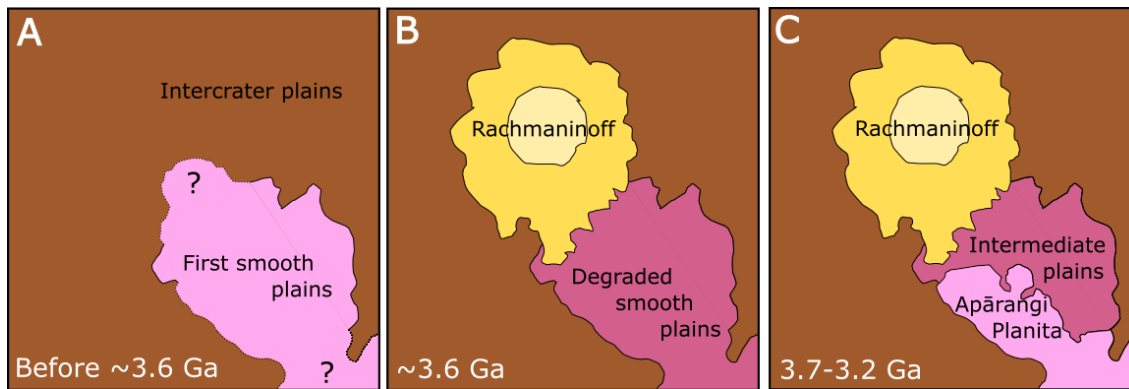 A
Intercrater plains
?
First smooth
plains
Before ~3.6 Ga
?
B
Rachmaninoff
Degraded
smooth
plains
~3.6 Ga
C
Rachmaninoff
Intermediate
plains
Apārangi
Planita
3.7-3.2 Ga